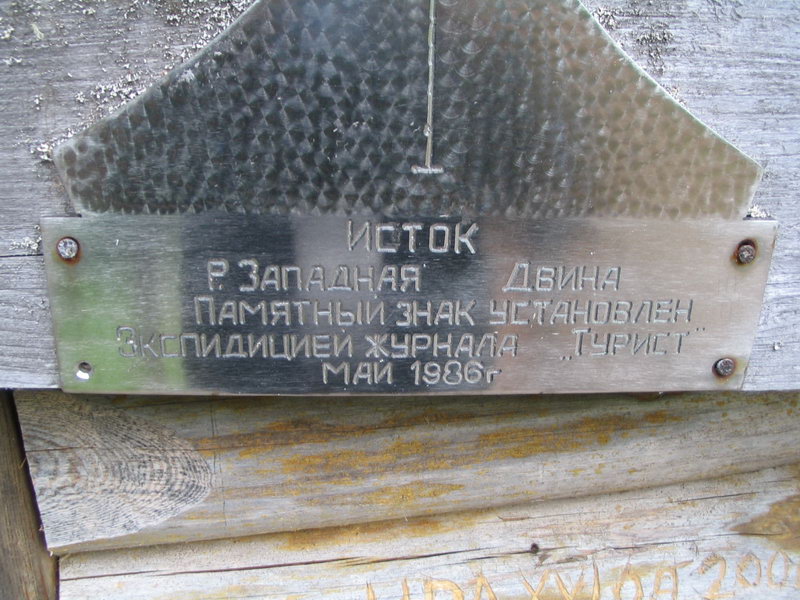 ИСТОК
Р. ЗАПАДНАЯ ДВИНА
ПАМЯТНЫЙ ЗНАК УСТАНОВЛЕН
ЭКСПИДИЦИЕЙ ЖУРНАЛА „ТУРИСТ"
МАЙ 1986г